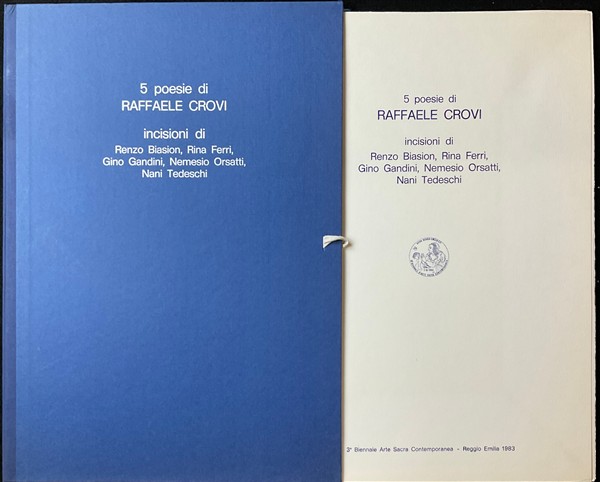 5 poesie di
RAFFAELE CROVI
incisioni di
Renzo Biasion, Rina Ferri,
Gino Gandini, Nemesio Orsatti,
Nani Tedeschi
5 poesie di
RAFFAELE CROVI
incisioni di
Renzo Biasion, Rina Ferri,
Gino Gandini, Nemesio Orsatti,
Nani Tedeschi
2ª Biennale Arte Sacra Contemporanea - Reggio Emilia 1983